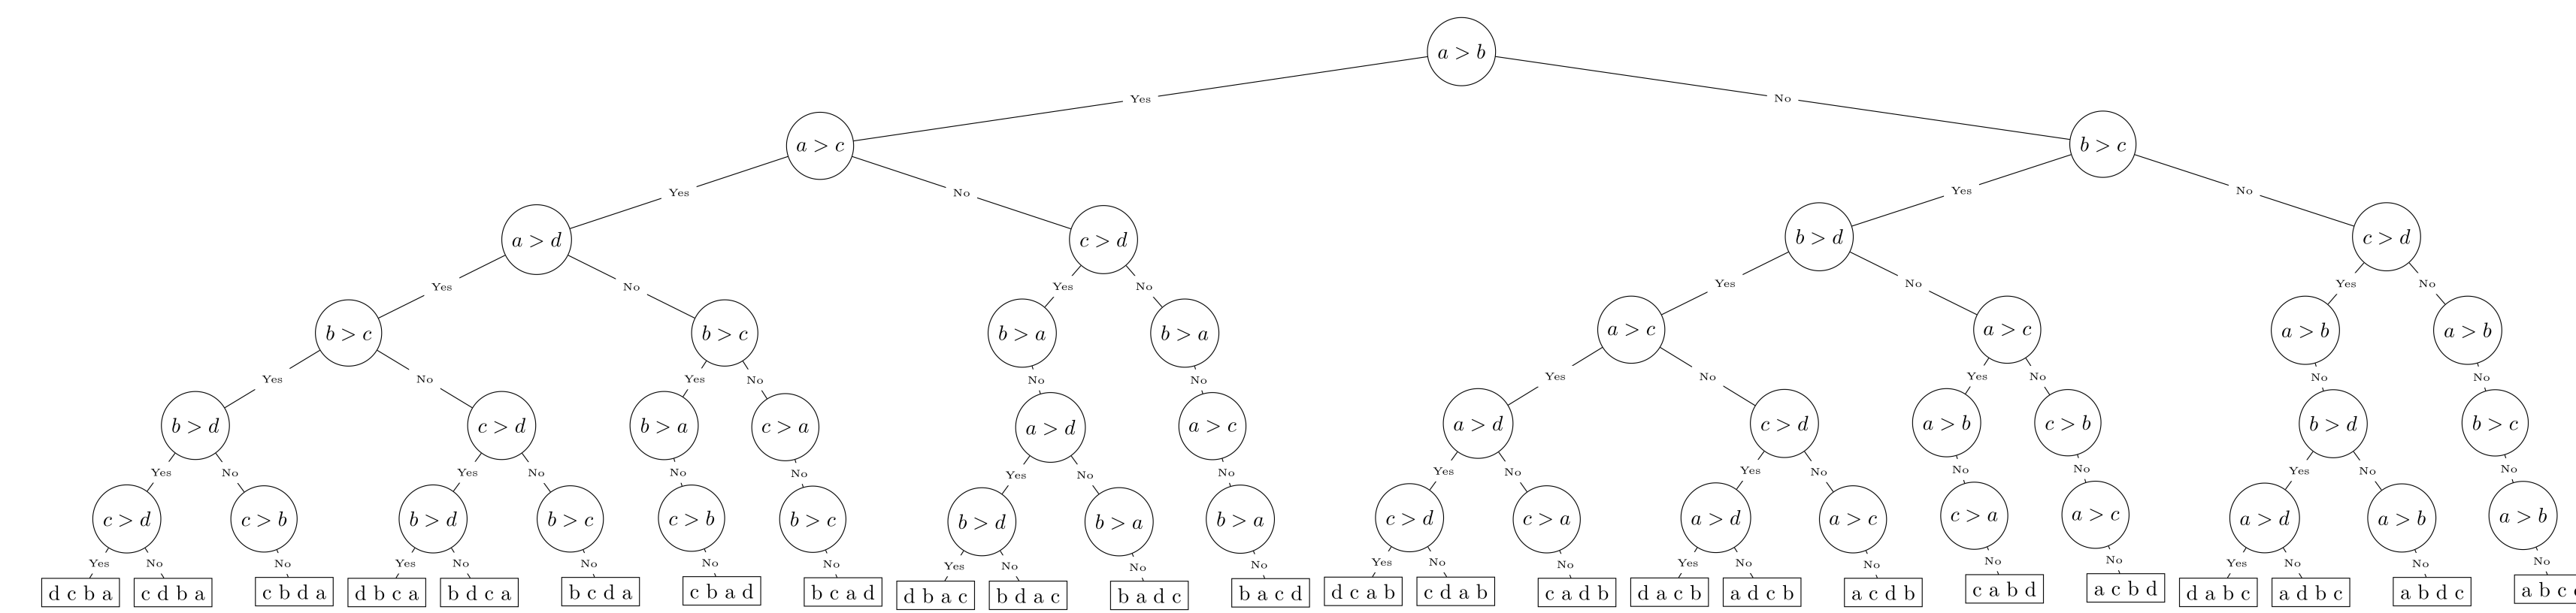 a > b
Yes No
a > c b > c
Yes No Yes No
a > d c > d b > d c > d
Yes No Yes No Yes No Yes No
b > c b > c b > a b > a a > c a > c a > b a > b
Yes No Yes No No No Yes No Yes No No No
b > d c > d b > a c > a a > d a > c a > d c > d a > b c > b b > d b > c
Yes No Yes No No No Yes No No Yes No Yes No No No Yes No No
c > d c > b b > d b > c c > b b > c b > d b > a b > a c > d c > a a > d a > c c > a a > c a > d a > b a > b
Yes No No Yes No No No No Yes No No No Yes No No Yes No No No No Yes No No No
d c b a c d b a c b d a d b c a b d c a b c d a c b a d b c a d d b a c b d a c b a d c b a c d d c a b c d a b c a d b d a c b a d c b a c d b c a b d a c b d d a b c a d b c a b d c a b c